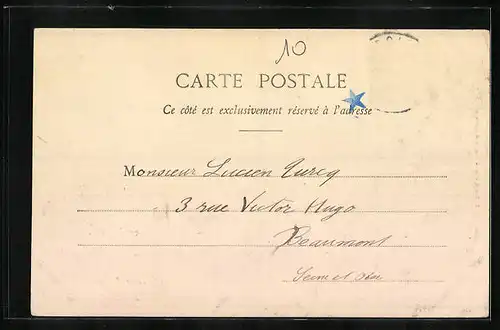 10
CARTE POSTALE
Ce côté est exclusivement réservé à l'adresse
Monsieur Lucien
3 rue Victor Hugo
Beaumont
Seine et Oise